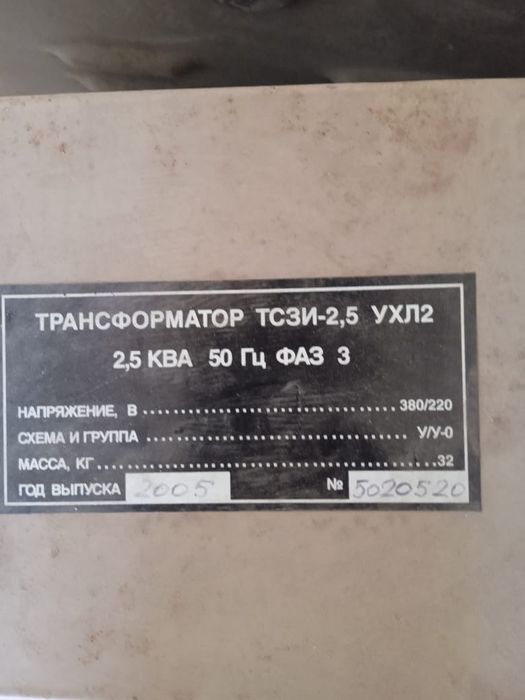 ТРАНСФОРМАТОР ТСЗИ-2,5 УХЛ2
2,5 КВА 50 Гц ФАЗ 3
НАПРЯЖЕНИЕ, В ................................ 380/220
СХЕМА И ГРУППА ................................ У/У-0
МАССА, КГ ................................ 32
ГОД ВЫПУСКА 2005 № 5020520